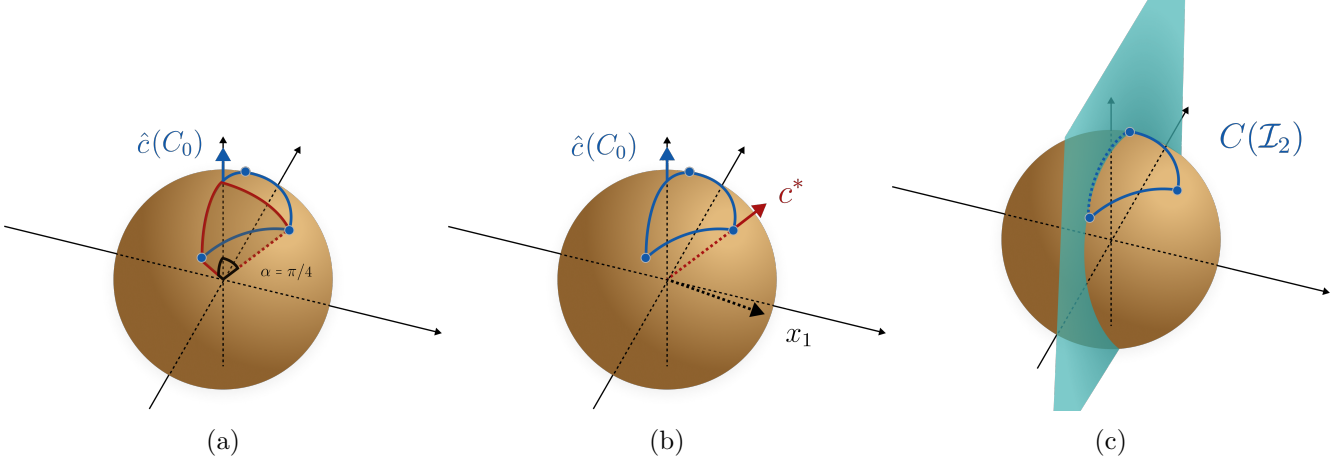 ĉ(C₀)
α = π/4
(a)
ĉ(C₀)
c*
x₁
(b)
C(ℐ₂)
(c)